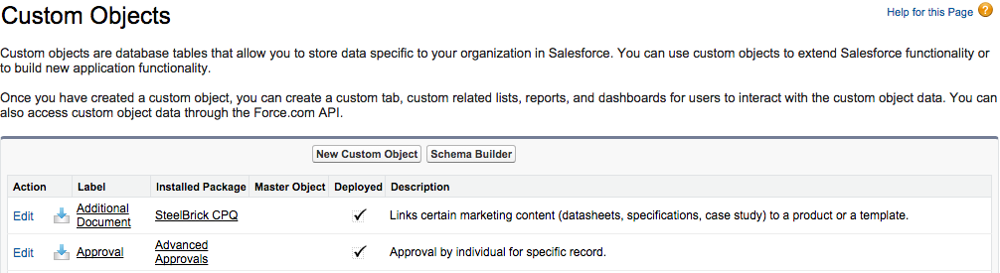 Custom Objects
Help for this Page ?
Custom objects are database tables that allow you to store data specific to your organization in Salesforce. You can use custom objects to extend Salesforce functionality or
to build new application functionality.
Once you have created a custom object, you can create a custom tab, custom related lists, reports, and dashboards for users to interact with the custom object data. You can
also access custom object data through the Force.com API.
New Custom Object Schema Builder
Action Label Installed Package Master Object Deployed Description
Edit Additional Document SteelBrick CPQ Links certain marketing content (datasheets, specifications, case study) to a product or a template.
Edit Approval Advanced Approvals Approval by individual for specific record.